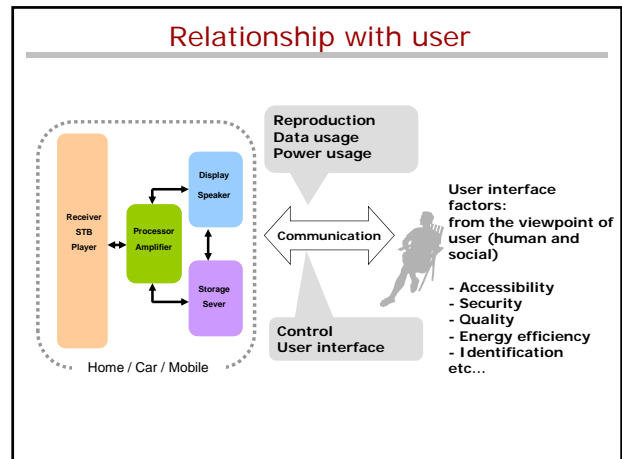 Relationship with user
Reproduction
Data usage
Power usage
Display
Speaker
Receiver
STB
Player
Processor
Amplifier
Storage
Sever
Home / Car / Mobile
Communication
Control
User interface
User interface
factors:
from the viewpoint of
user (human and
social)
- Accessibility
- Security
- Quality
- Energy efficiency
- Identification
etc...